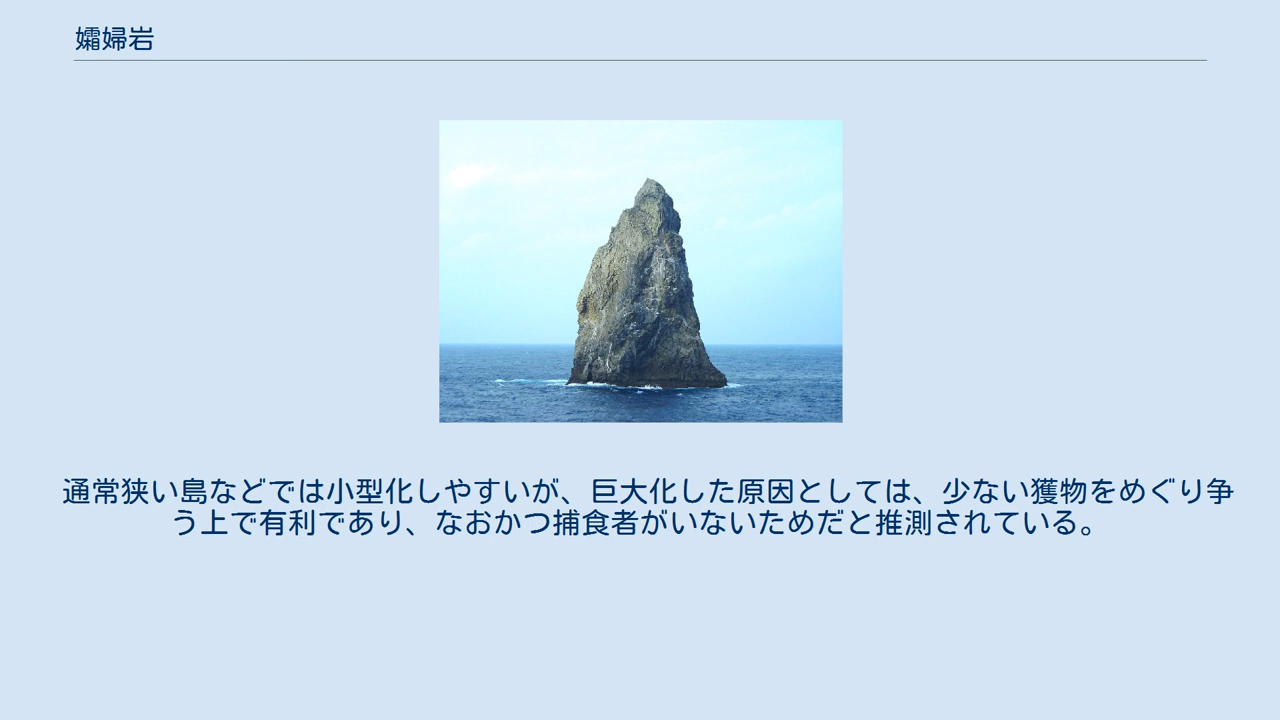 孀婦岩
通常狭い島などでは小型化しやすいが、巨大化した原因としては、少ない獲物をめぐり争
う上で有利であり、なおかつ捕食者がいないためだと推測されている。